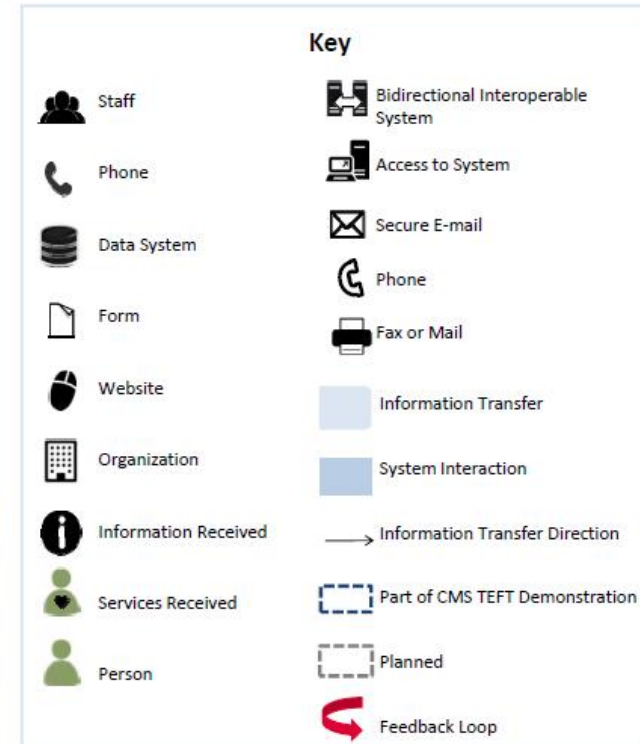 Key
Staff
Phone
Data System
Form
Website
Organization
Information Received
Services Received
Person
Bidirectional Interoperable
System
Access to System
Secure E-mail
Phone
Fax or Mail
Information Transfer
System Interaction
Information Transfer Direction
Part of CMS TEFT Demonstration
Planned
Feedback Loop